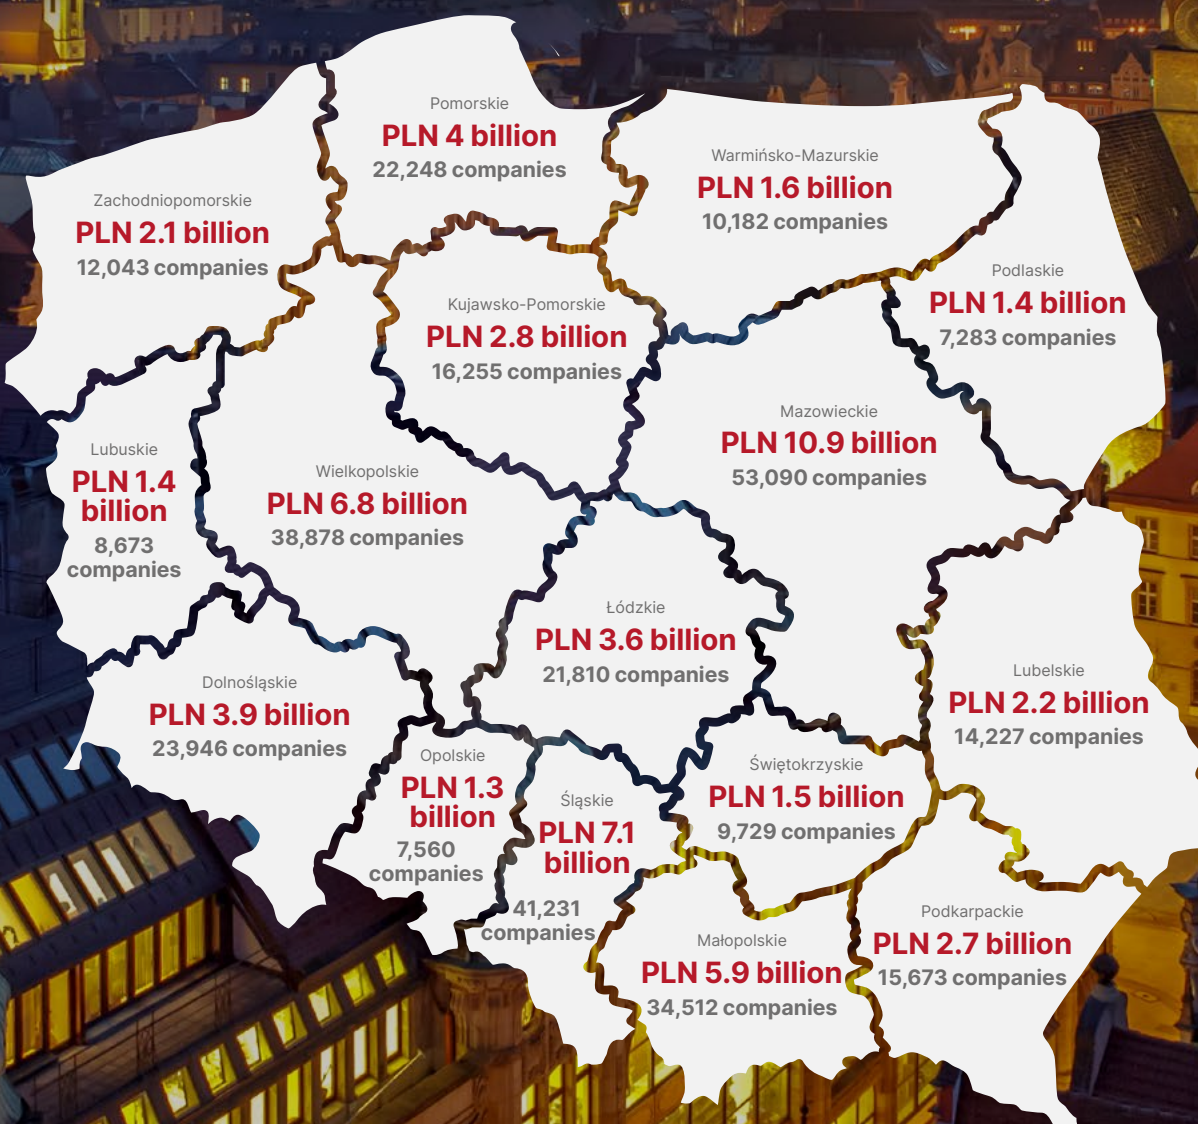 Pomorskie
PLN 4 billion
22,248 companies
Warmińsko-Mazurskie
PLN 1.6 billion
10,182 companies
Zachodniopomorskie
PLN 2.1 billion
12,043 companies
Podlaskie
PLN 1.4 billion
7,283 companies
Kujawsko-Pomorskie
PLN 2.8 billion
16,255 companies
Mazowieckie
PLN 10.9 billion
53,090 companies
Lubuskie
PLN 1.4
billion
8,673
companies
Wielkopolskie
PLN 6.8 billion
38,878 companies
Łódzkie
PLN 3.6 billion
21,810 companies
Lubelskie
PLN 2.2 billion
14,227 companies
Dolnośląskie
PLN 3.9 billion
23,946 companies
Opolskie
PLN 1.3
billion
7,560
companies
Śląskie
PLN 7.1
billion
41,231
companies
Świętokrzyskie
PLN 1.5 billion
9,729 companies
Małopolskie
PLN 5.9 billion
34,512 companies
Podkarpackie
PLN 2.7 billion
15,673 companies